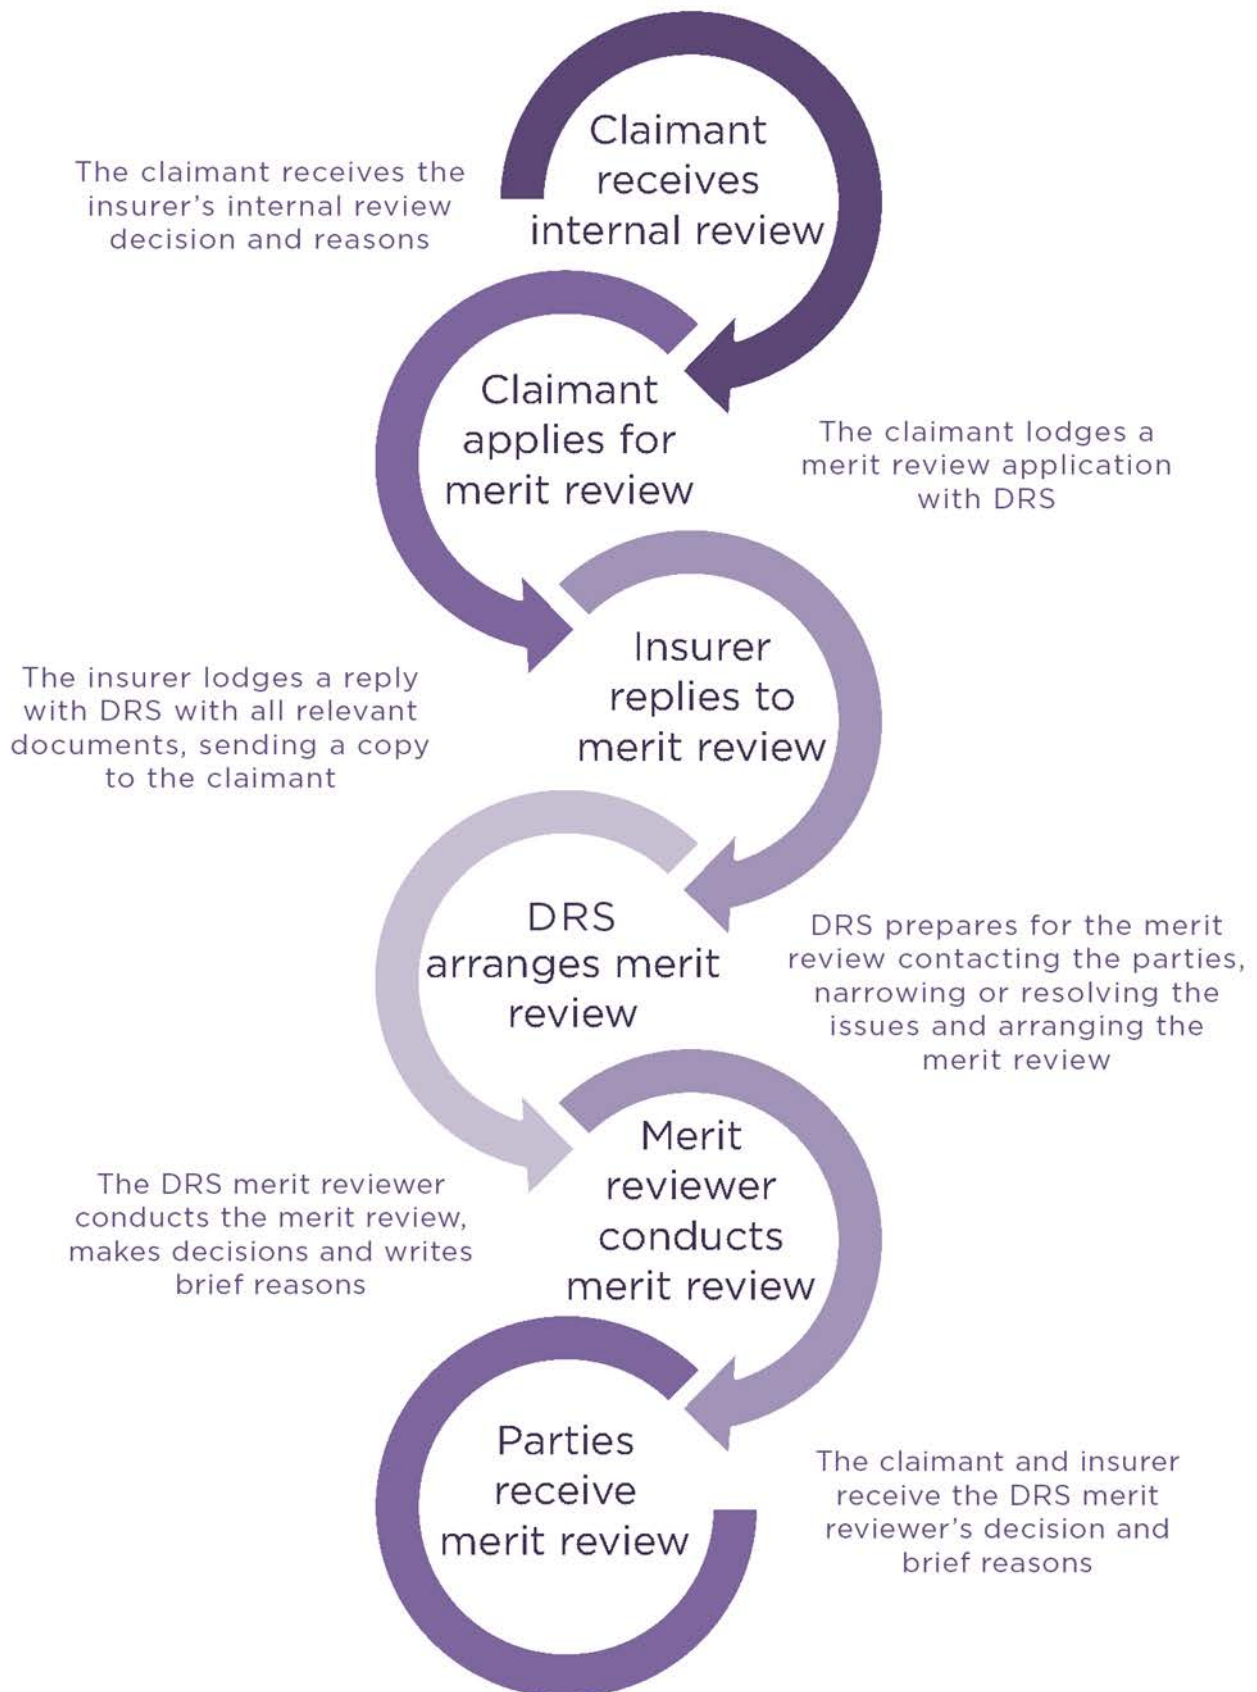 Claimant
receives
internal review
The claimant receives the
insurer's internal review
decision and reasons
Claimant
applies for
merit review
The claimant lodges a
merit review application
with DRS
Insurer
replies to
merit review
The insurer lodges a reply
with DRS with all relevant
documents, sending a copy
to the claimant
DRS
arranges merit
review
DRS prepares for the merit
review contacting the parties,
narrowing or resolving the
issues and arranging the
merit review
Merit
reviewer
conducts
merit review
The DRS merit reviewer
conducts the merit review,
makes decisions and writes
brief reasons
Parties
receive
merit review
The claimant and insurer
receive the DRS merit
reviewer's decision and
brief reasons